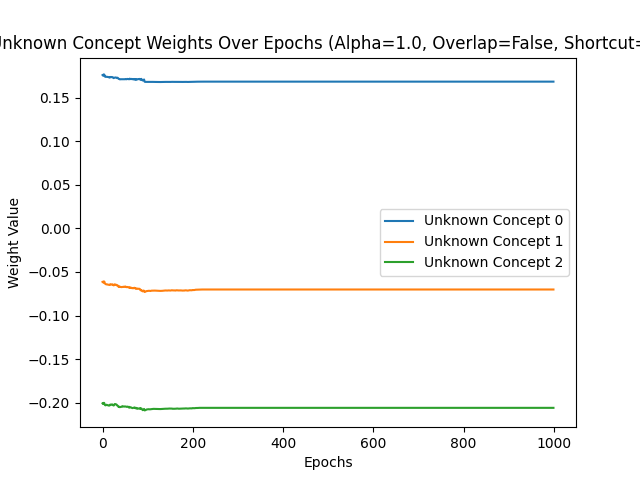 Unknown Concept Weights Over Epochs (Alpha=1.0, Overlap=False, Shortcut=
Weight Value
0.15
0.10
0.05
0.00
−0.05
−0.10
−0.15
−0.20
Unknown Concept 0
Unknown Concept 1
Unknown Concept 2
0 200 400 600 800 1000
Epochs